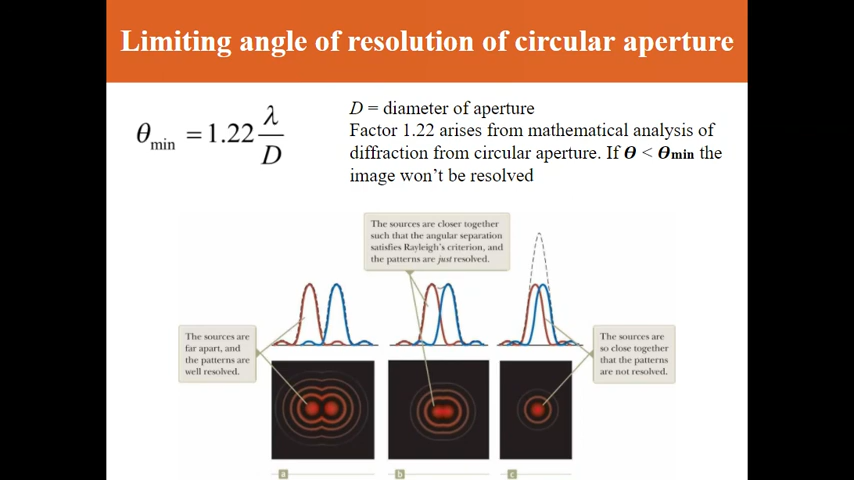 Limiting angle of resolution of circular aperture
θmin = 1.22 λ/D
D = diameter of aperture
Factor 1.22 arises from mathematical analysis of
diffraction from circular aperture. If Θ < Θmin the
image won't be resolved
The sources are closer together
such that the angular separation
satisfies Rayleigh's criterion, and
the patterns are just resolved.
The sources are
far apart, and
the patterns are
well resolved.
The sources are
so close together
that the patterns
are not resolved.
a
b
c